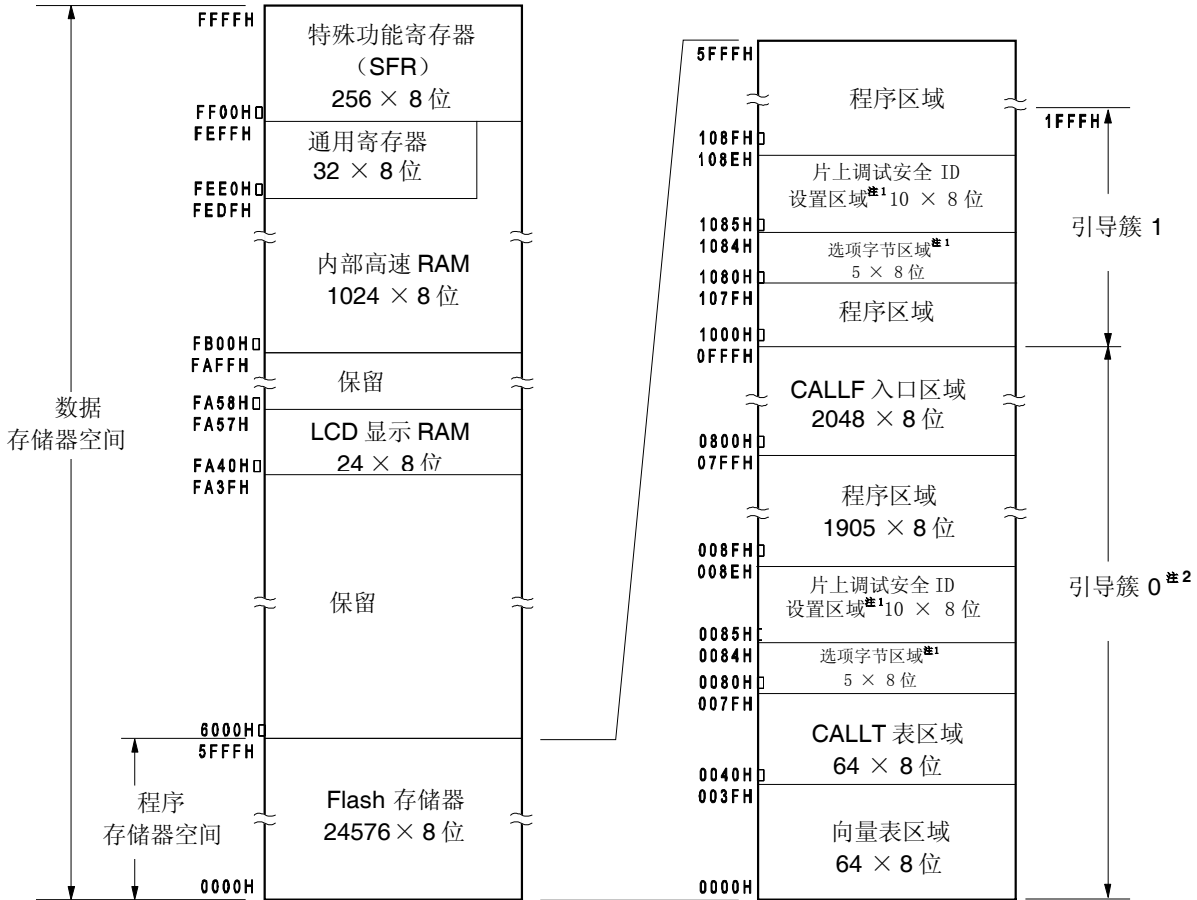 FFFFH
特殊功能寄存器
（SFR）
256 × 8 位
FF00H
FEFFH
通用寄存器
32 × 8 位
FEE0H
FEDFH
内部高速 RAM
1024 × 8 位
FB00H
FAFFH
保留
FA58H
FA57H
LCD 显示 RAM
24 × 8 位
FA40H
FA3FH
保留
6000H
5FFFH
Flash 存储器
24576 × 8 位
0000H
数据
存储器空间
程序
存储器空间
5FFFH
程序区域
108FH
108EH
片上调试安全 ID
设置区域注1 10 × 8 位
1085H
1084H
选项字节区域注1
5 × 8 位
1080H
107FH
程序区域
1000H
0FFFH
CALLF 入口区域
2048 × 8 位
0800H
07FFH
程序区域
1905 × 8 位
008FH
008EH
片上调试安全 ID
设置区域注1 10 × 8 位
0085H
0084H
选项字节区域注1
5 × 8 位
0080H
007FH
CALLT 表区域
64 × 8 位
0040H
003FH
向量表区域
64 × 8 位
0000H
1FFFH
引导簇 1
引导簇 0注2